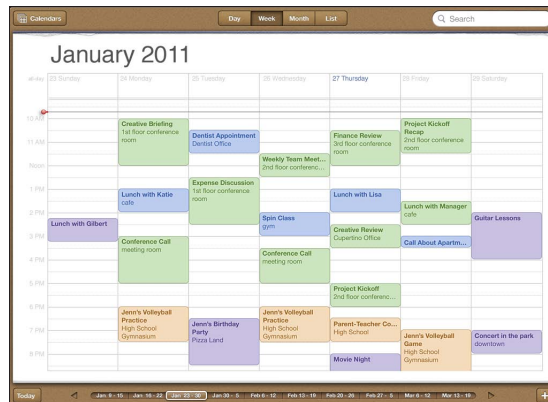 Calendars
Day
Week
Month
List
Search
January 2011
all-day
23 Sunday
24 Monday
25 Tuesday
26 Wednesday
27 Thursday
28 Friday
29 Saturday
10 AM
11 AM
Noon
1 PM
2 PM
3 PM
4 PM
5 PM
6 PM
7 PM
8 PM
Lunch with Gilbert
Creative Briefing
1st floor conference
room
Lunch with Katie
cafe
Conference Call
meeting room
Jenn's Volleyball
Practice
High School
Gymnasium
Dentist Appointment
Dentist Office
Expense Discussion
1st floor conference
room
Jenn's Birthday
Party
Pizza Land
Weekly Team Meet...
2nd floor conferenc...
Spin Class
gym
Conference Call
meeting room
Jenn's Volleyball
Practice
High School
Gymnasium
Finance Review
3rd floor conference
room
Lunch with Lisa
Creative Review
Cupertino Office
Project Kickoff
2nd floor conferenc...
Parent-Teacher Co...
High School
Movie Night
Project Kickoff
Recap
2nd floor conference
room
Lunch with Manager
cafe
Call About Apartm...
Jenn's Volleyball
Game
High School
Gymnasium
Guitar Lessons
Concert in the park
downtown
Today
Jan 9 - 15
Jan 16 - 22
Jan 23 - 30
Jan 30 - 5
Feb 6 - 12
Feb 13 - 19
Feb 20 - 26
Feb 27 - 5
Mar 6 - 12
Mar 13 - 19
+